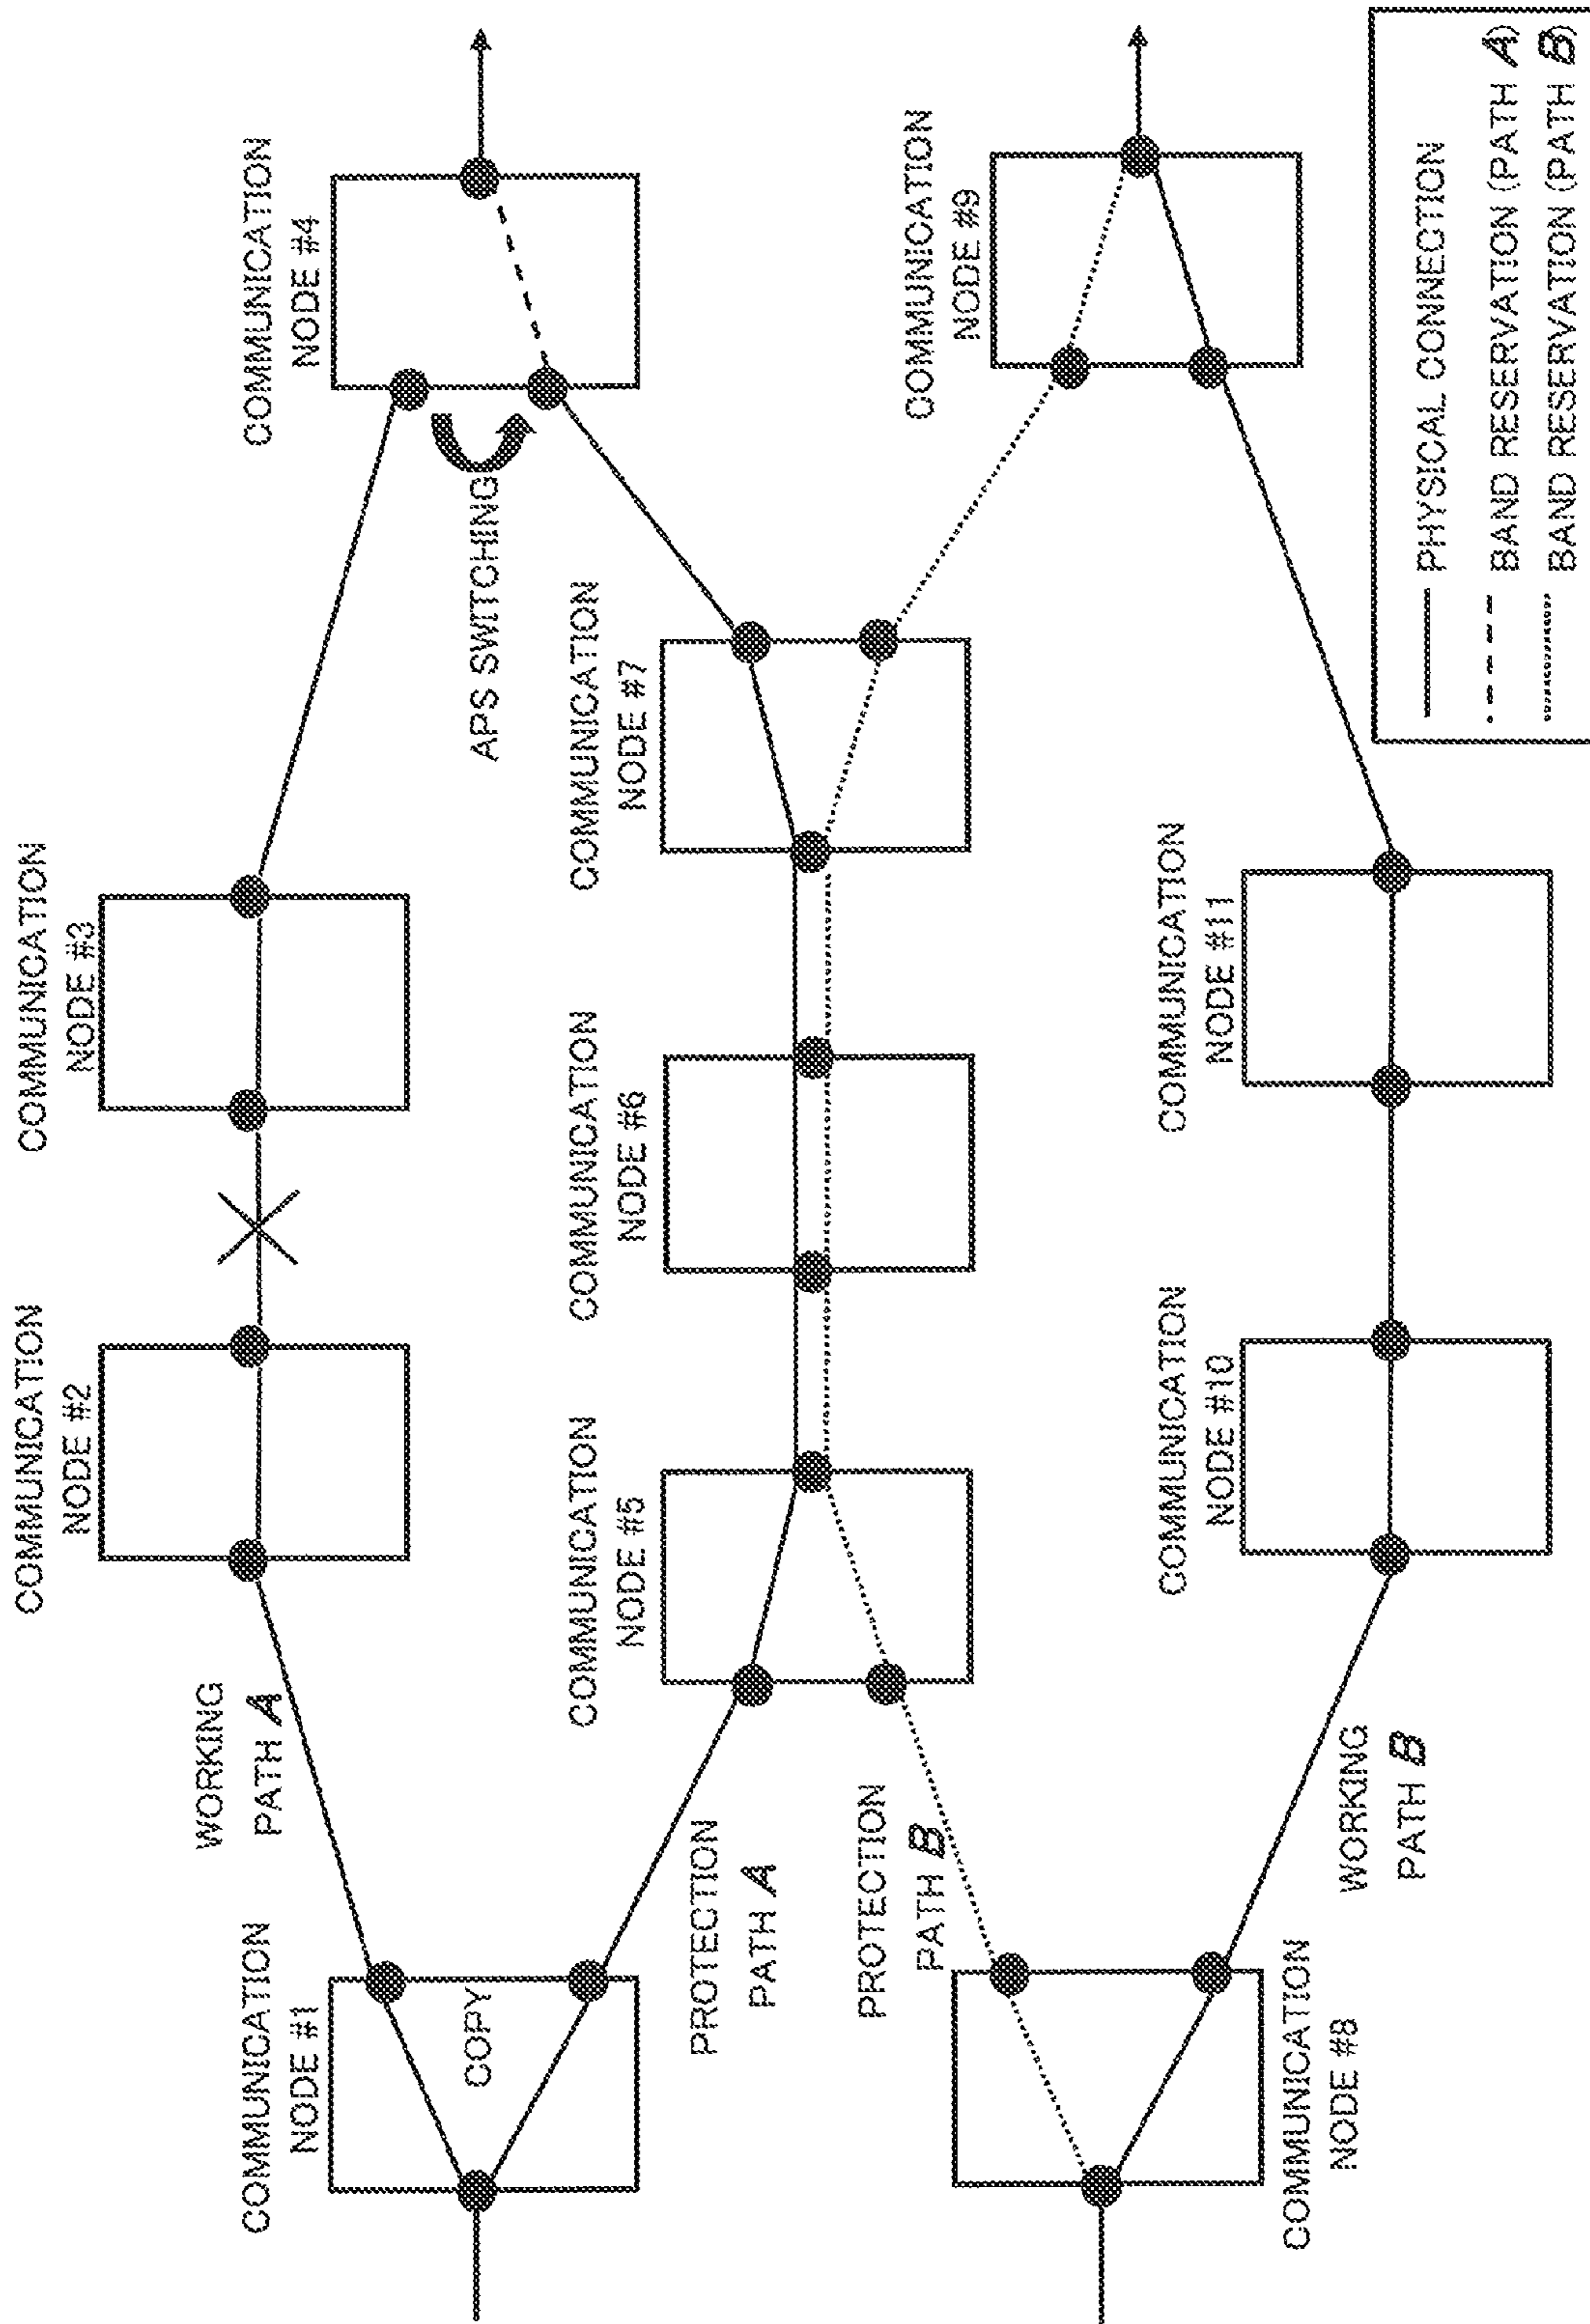 COMMUNICATION
NODE #1
COPY
WORKING
PATH A
COMMUNICATION
NODE #2
COMMUNICATION
NODE #3
COMMUNICATION
NODE #4
APS SWITCHING
PROTECTION
PATH A
COMMUNICATION
NODE #5
COMMUNICATION
NODE #6
COMMUNICATION
NODE #7
PROTECTION
PATH B
COMMUNICATION
NODE #8
WORKING
PATH B
COMMUNICATION
NODE #10
COMMUNICATION
NODE #11
COMMUNICATION
NODE #9
PHYSICAL CONNECTION
BAND RESERVATION (PATH A)
BAND RESERVATION (PATH B)